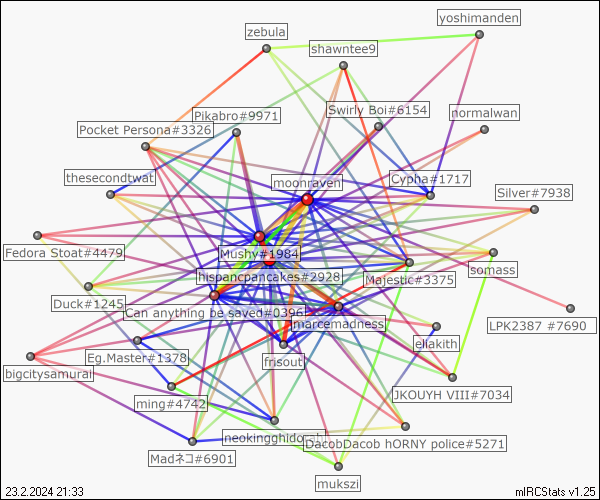 yoshimanden
zebula
shawntee9
Swirly Boi#6154
normalwan
Pikabro#9971
Pocket Persona#3326
thesecondtwat
moonraven
Cypha#1717
Silver#7938
Fedora Stoat#4479
Mushy#1984
somass
hispancpancakes#2928
Majestic#3375
Duck#1245
Can anything be saved#0396
marcemadness
LPK2387 #7690
eliakith
Eg.Master#1378
frisout
bigcitysamurai
JKOUYH VIII#7034
ming#4742
neokingghidorah
DacobDacob hORNY police#5271
Madネコ#6901
mukszi
23.2.2024 21:33
mIRCStats v1.25